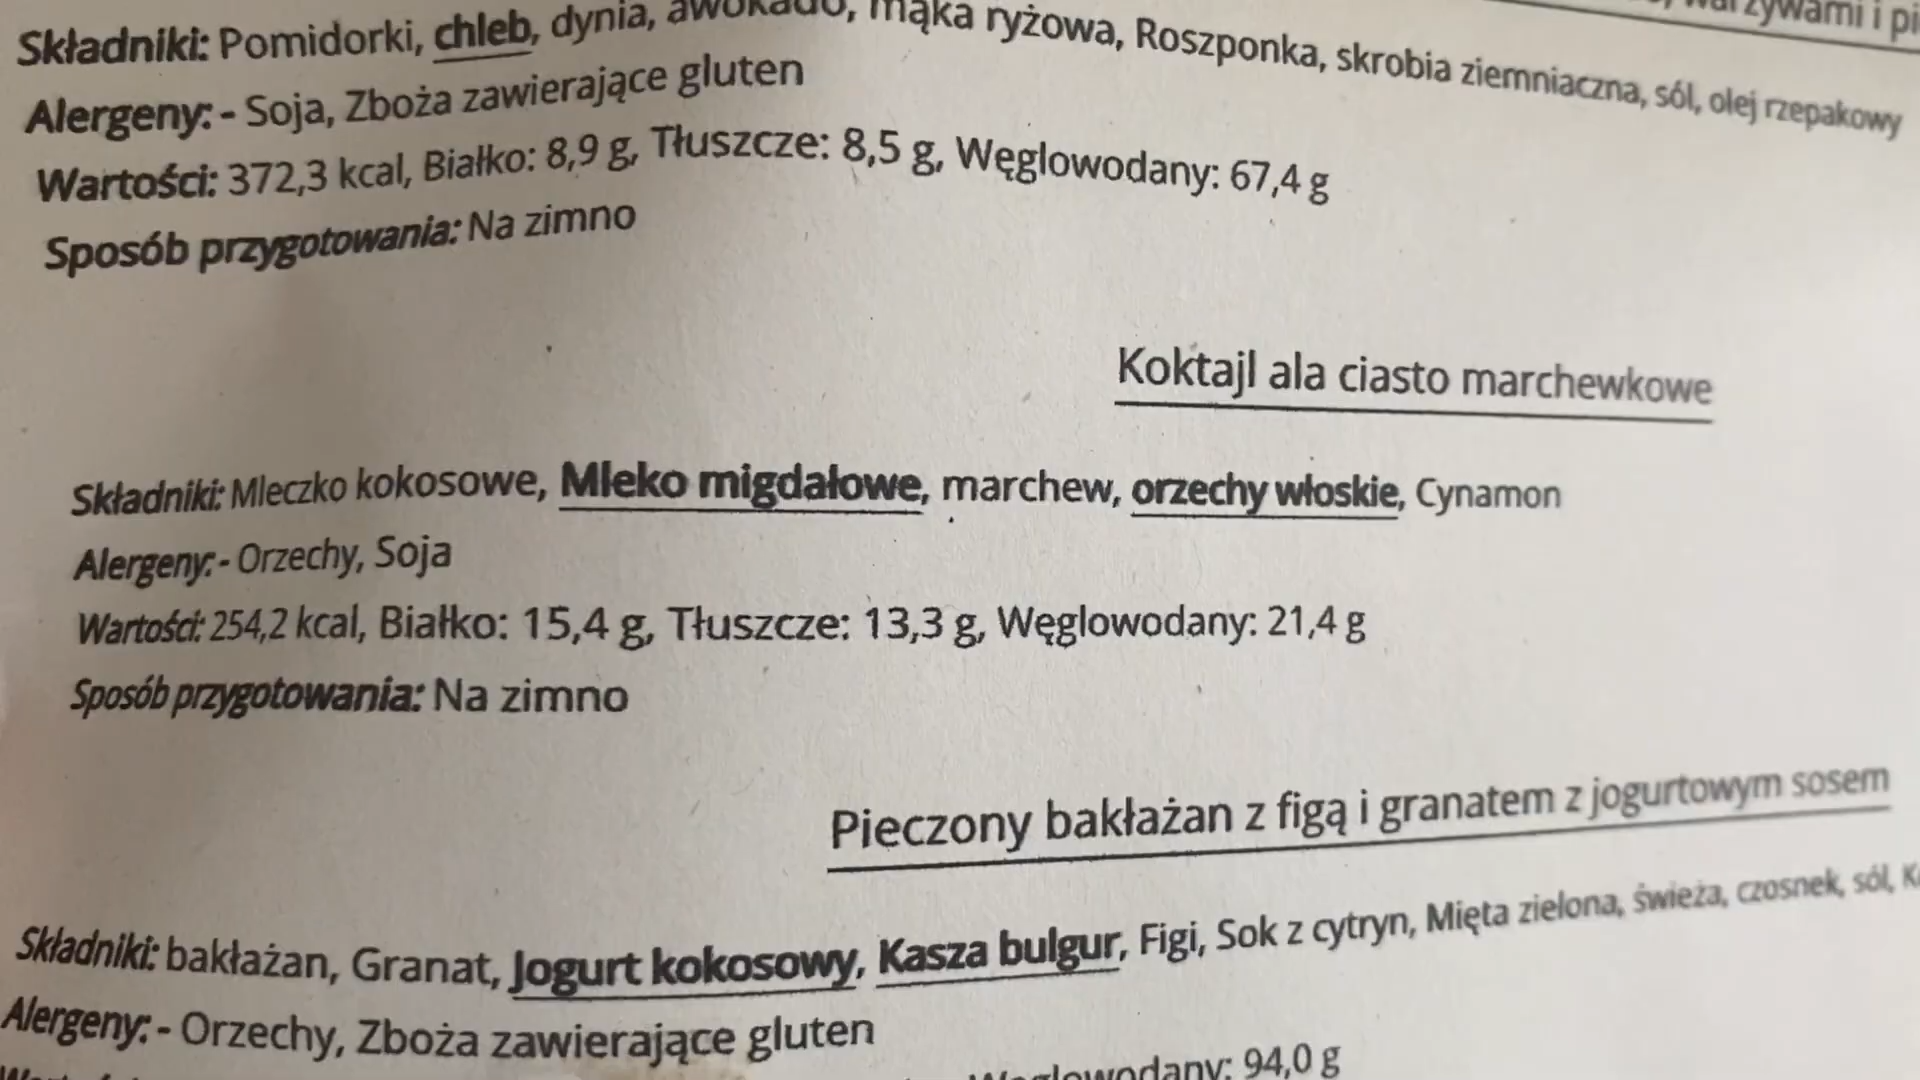 warzywami i pi
Składniki: Pomidorki, chleb, dynia, awokado, mąka ryżowa, Roszponka, skrobia ziemniaczna, sól, olej rzepakowy
Alergeny: - Soja, Zboża zawierające gluten
Wartości: 372,3 kcal, Białko: 8,9 g, Tłuszcze: 8,5 g, Węglowodany: 67,4 g
Sposób przygotowania: Na zimno
Koktajl ala ciasto marchewkowe
Składniki: Mleczko kokosowe, Mleko migdałowe, marchew, orzechy włoskie, Cynamon
Alergeny: - Orzechy, Soja
Wartości: 254,2 kcal, Białko: 15,4 g, Tłuszcze: 13,3 g, Węglowodany: 21,4 g
Sposób przygotowania: Na zimno
Pieczony bakłażan z figą i granatem z jogurtowym sosem
Składniki: bakłażan, Granat, Jogurt kokosowy, Kasza bulgur, Figi, Sok z cytryn, Mięta zielona, świeża, czosnek, sól,
Alergeny: - Orzechy, Zboża zawierające gluten
Węglowodany: 94,0 g